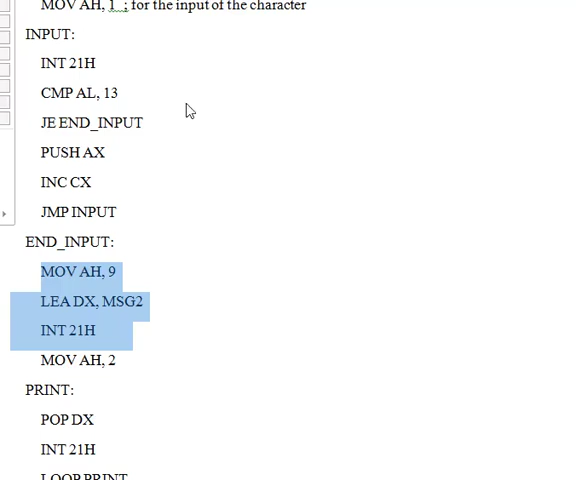 MOV AH, 1 ; for the input of the character
INPUT:
INT 21H
CMP AL, 13
JE END_INPUT
PUSH AX
INC CX
JMP INPUT
END_INPUT:
MOV AH, 9
LEA DX, MSG2
INT 21H
MOV AH, 2
PRINT:
POP DX
INT 21H
LOOP PRINT